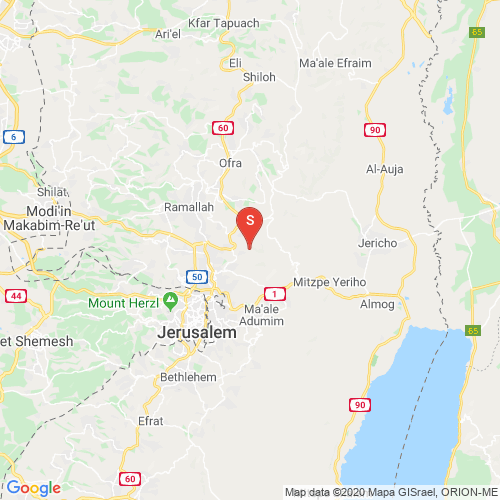 Kfar Tapuach
65
Ari'el
Eli
Ma'ale Efraim
Shiloh
60
90
6
Ofra
Al-Auja
Shilat
Ramallah
Modi'in
Makabim-Re'ut
S
Jericho
50
Mitzpe Yeriho
44
Mount Herzl
1
Almog
Ma'ale
Adumim
Jerusalem
65
et Shemesh
Bethlehem
90
Efrat
60
Google
Map data ©2020 Mapa GISrael, ORION-ME